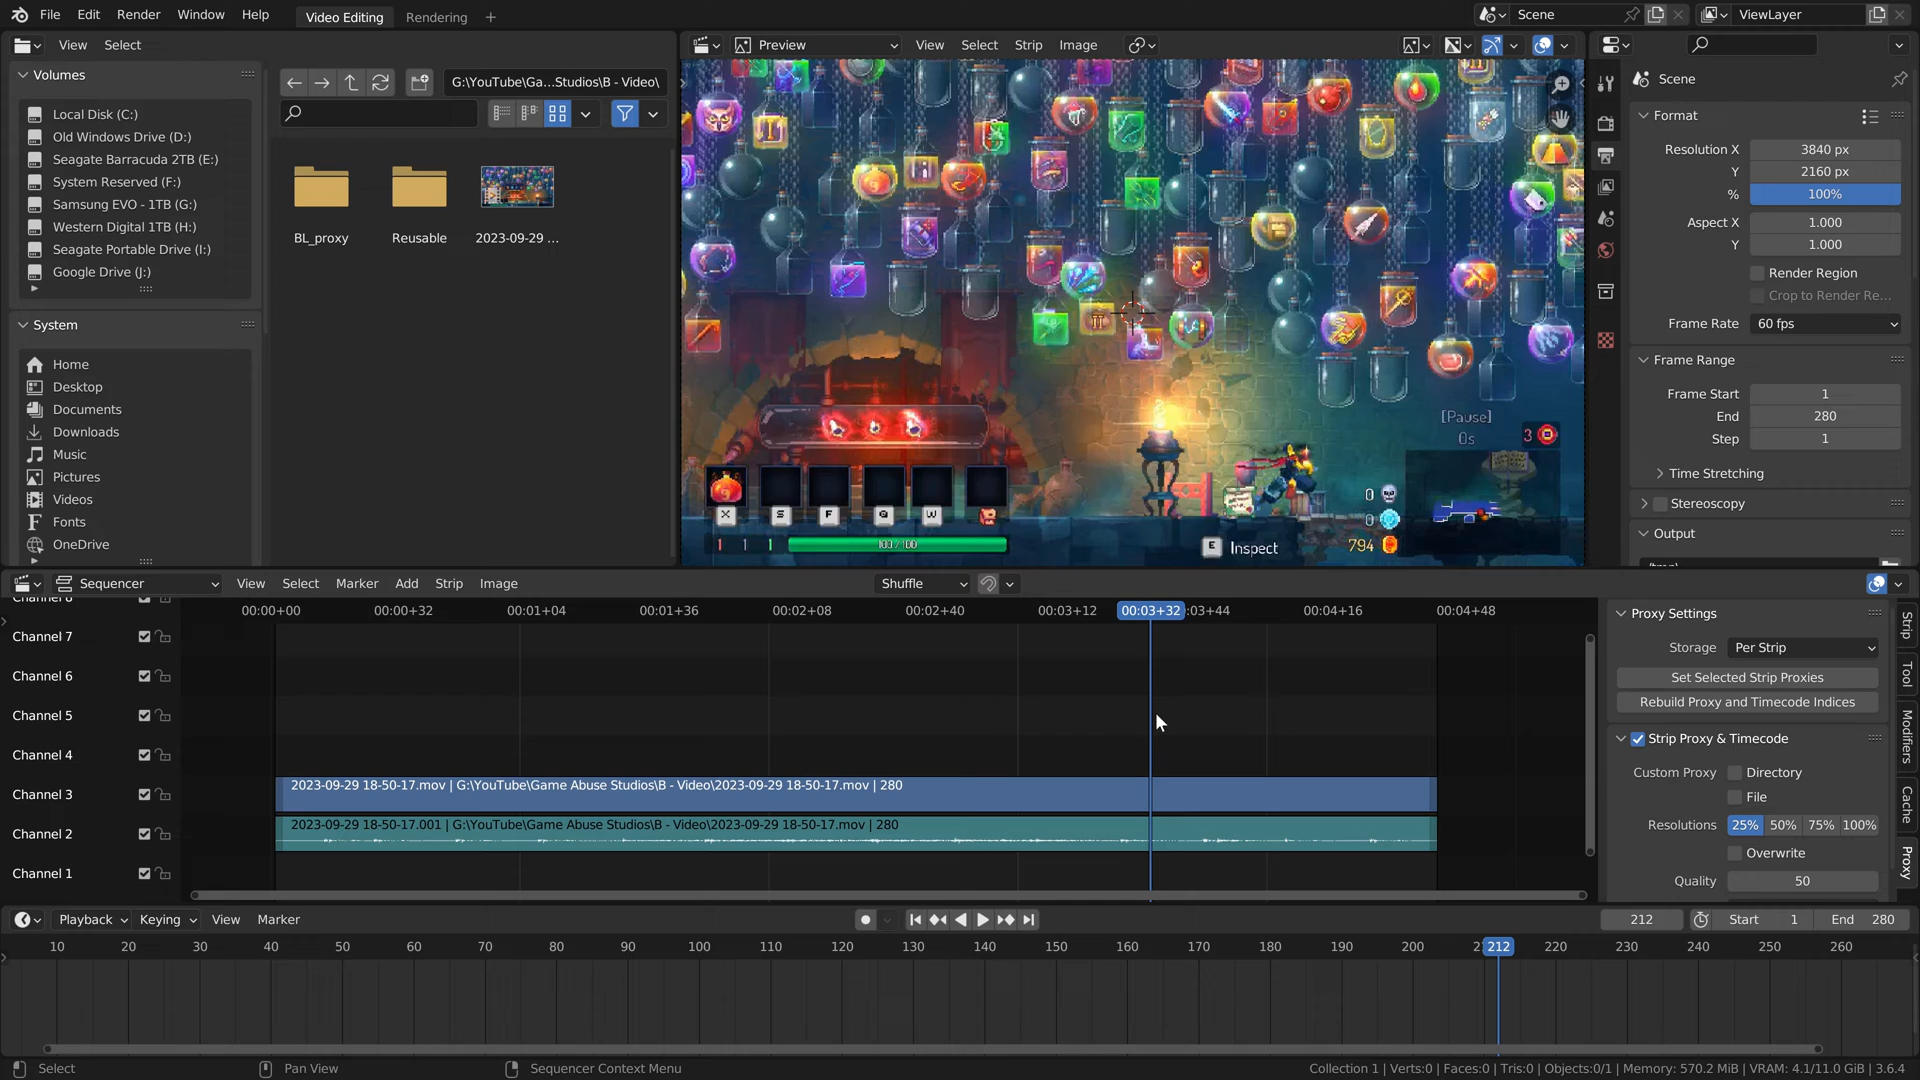 File Edit Render Window Help Video Editing Rendering + Scene ViewLayer
View Select
Preview View Select Strip Image
Volumes
Local Disk (C:)
Old Windows Drive (D:)
Seagate Barracuda 2TB (E:)
System Reserved (F:)
Samsung EVO - 1TB (G:)
Western Digital 1TB (H:)
Seagate Portable Drive (I:)
Google Drive (J:)
System
Home
Desktop
Documents
Downloads
Music
Pictures
Videos
Fonts
OneDrive
G:\YouTube\Ga...Studios\B - Video\
BL_proxy Reusable 2023-09-29 ...
[Pause]
0s
3
X S F Q W
0
0
794
1 1 1 100/100
E Inspect
Scene
Format
Resolution X 3840 px
Y 2160 px
% 100%
Aspect X 1.000
Y 1.000
Render Region
Crop to Render Re...
Frame Rate 60 fps
Frame Range
Frame Start 1
End 280
Step 1
Time Stretching
Stereoscopy
Output
Sequencer View Select Marker Add Strip Image Shuffle
00:00+00 00:00+32 00:01+04 00:01+36 00:02+08 00:02+40 00:03+12 00:03+32 :03+44 00:04+16 00:04+48
Channel 8
Channel 7
Channel 6
Channel 5
Channel 4
Channel 3
Channel 2
Channel 1
2023-09-29 18-50-17.mov | G:\YouTube\Game Abuse Studios\B - Video\2023-09-29 18-50-17.mov | 280
2023-09-29 18-50-17.001 | G:\YouTube\Game Abuse Studios\B - Video\2023-09-29 18-50-17.mov | 280
Proxy Settings
Storage Per Strip
Set Selected Strip Proxies
Rebuild Proxy and Timecode Indices
Strip Proxy & Timecode
Custom Proxy Directory
File
Resolutions 25% 50% 75% 100%
Overwrite
Quality 50
Strip
Tool
Modifiers
Cache
Proxy
Playback Keying View Marker 212 Start 1 End 280
10 20 30 40 50 60 70 80 90 100 110 120 130 140 150 160 170 180 190 200 212 220 230 240 250 260
Select Pan View Sequencer Context Menu Collection 1 | Verts:0 | Faces:0 | Tris:0 | Objects:0/1 | Memory: 570.2 MiB | VRAM: 4.1/11.0 GiB | 3.6.4